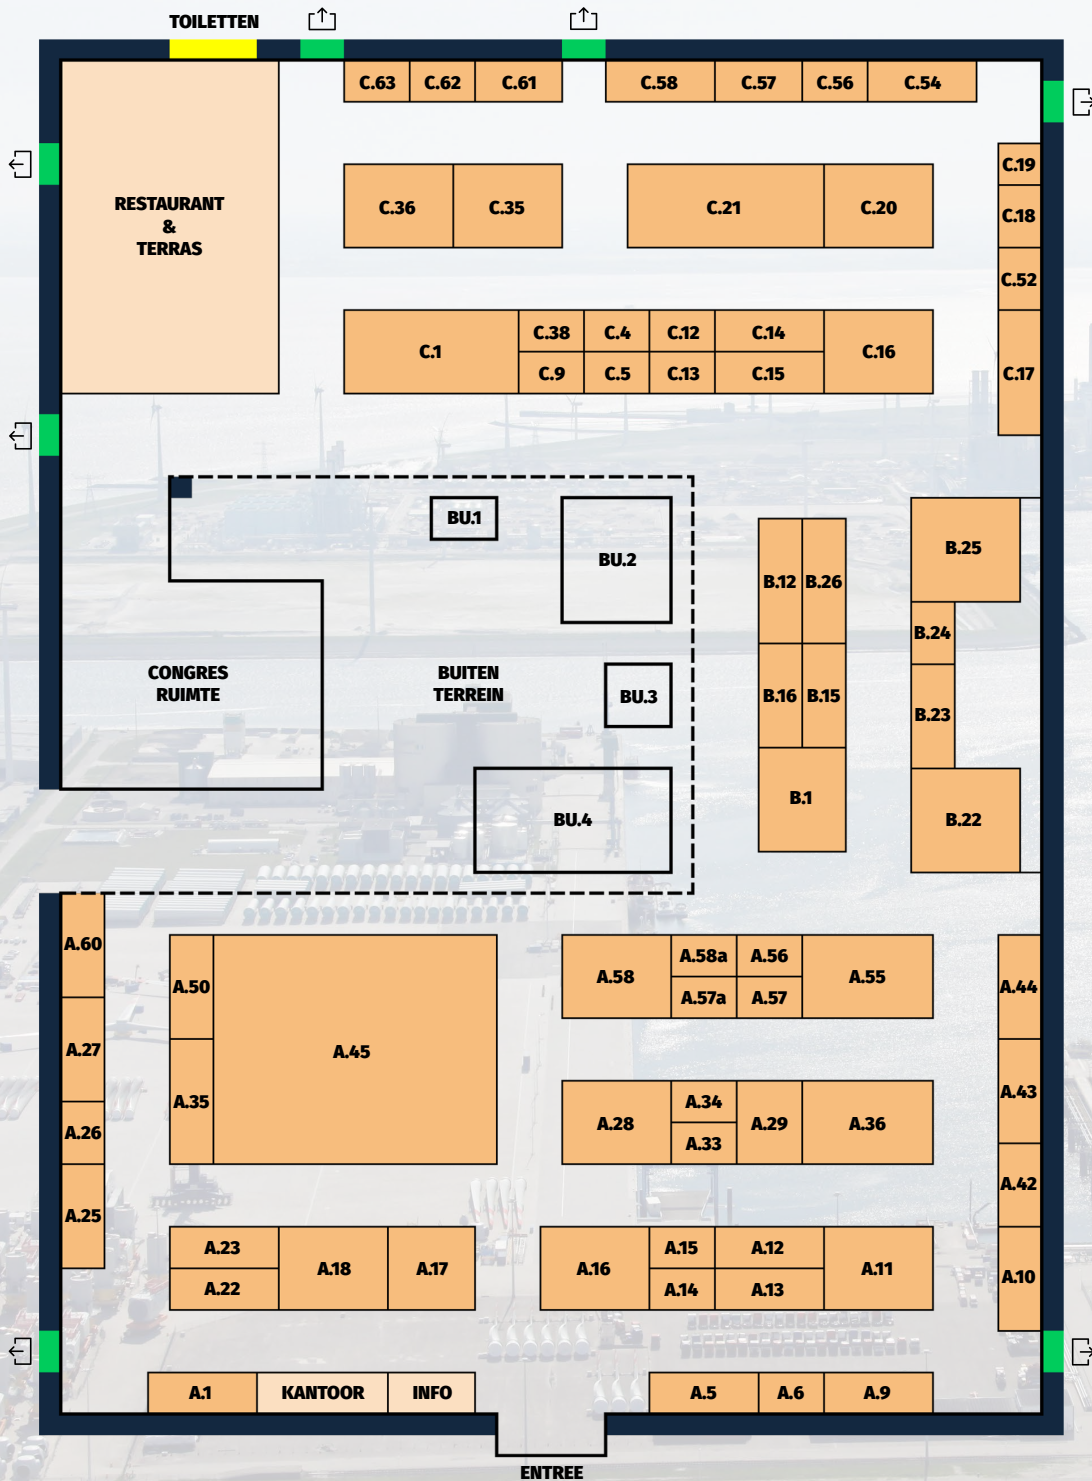 TOILETTEN
C.63
C.62
C.61
C.58
C.57
C.56
C.54
C.19
RESTAURANT
&
TERRAS
C.36
C.35
C.21
C.20
C.18
C.52
C.1
C.38
C.4
C.12
C.14
C.16
C.9
C.5
C.13
C.15
C.17
BU.1
BU.2
B.12
B.26
B.25
B.24
CONGRES
RUIMTE
BUITEN
TERREIN
BU.3
B.16
B.15
B.23
BU.4
B.1
B.22
A.60
A.50
A.45
A.58
A.58a
A.56
A.57a
A.57
A.55
A.44
A.27
A.35
A.28
A.34
A.33
A.29
A.36
A.43
A.26
A.42
A.25
A.23
A.22
A.18
A.17
A.16
A.15
A.12
A.14
A.13
A.11
A.10
A.1
KANTOOR
INFO
A.5
A.6
A.9
ENTREE